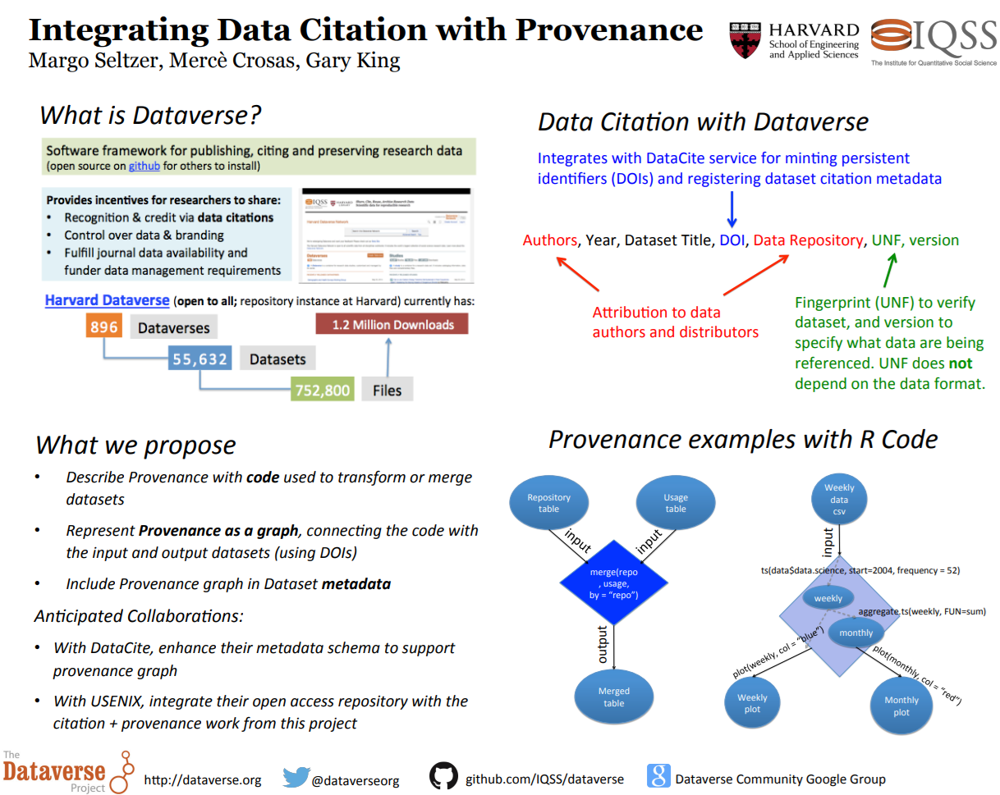 Integrating Data Citation with Provenance
Margo Seltzer, Mercè Crosas, Gary King
HARVARD
School of Engineering
and Applied Sciences
IQSS
The Institute for Quantitative Social Science
What is Dataverse?
Software framework for publishing, citing and preserving research data
(open source on github for others to install)
Provides incentives for researchers to share:
• Recognition & credit via data citations
• Control over data & branding
• Fulfill journal data availability and
funder data management requirements
Harvard Dataverse (open to all; repository instance at Harvard) currently has:
896 Dataverses
1.2 Million Downloads
55,632 Datasets
752,800 Files
Data Citation with Dataverse
Integrates with DataCite service for minting persistent
identifiers (DOIs) and registering dataset citation metadata
Authors, Year, Dataset Title, DOI, Data Repository, UNF, version
Attribution to data
authors and distributors
Fingerprint (UNF) to verify
dataset, and version to
specify what data are being
referenced. UNF does not
depend on the data format.
What we propose
• Describe Provenance with code used to transform or merge
datasets
• Represent Provenance as a graph, connecting the code with
the input and output datasets (using DOIs)
• Include Provenance graph in Dataset metadata
Anticipated Collaborations:
• With DataCite, enhance their metadata schema to support
provenance graph
• With USENIX, integrate their open access repository with the
citation + provenance work from this project
Provenance examples with R Code
Repository
table
Usage
table
input
input
merge(repo
, usage,
by = “repo”)
output
Merged
table
Weekly
data
csv
input
ts(data$data.science, start=2004, frequency = 52)
weekly
aggregate.ts(weekly, FUN=sum)
monthly
plot(weekly, col = “blue”)
plot(monthly, col = “red”)
Weekly
plot
Monthly
plot
The
Dataverse
Project
http://dataverse.org
@dataverseorg
github.com/IQSS/dataverse
Dataverse Community Google Group